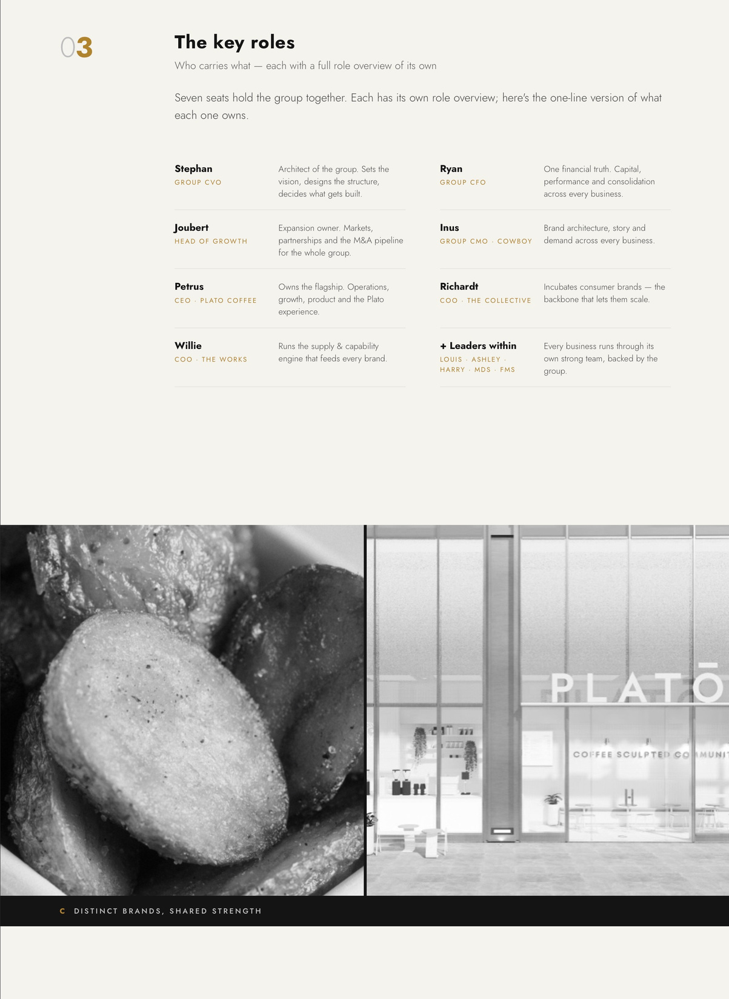 03
The key roles
Who carries what — each with a full role overview of its own
Seven seats hold the group together. Each has its own role overview; here's the one-line version of what
each one owns.
Stephan
GROUP CVO
Architect of the group. Sets the
vision, designs the structure,
decides what gets built.
Ryan
GROUP CFO
One financial truth. Capital,
performance and consolidation
across every business.
Joubert
HEAD OF GROWTH
Expansion owner. Markets,
partnerships and the M&A pipeline
for the whole group.
Inus
GROUP CMO · COWBOY
Brand architecture, story and
demand across every business.
Petrus
CEO · PLATO COFFEE
Owns the flagship. Operations,
growth, product and the Plato
experience.
Richardt
COO · THE COLLECTIVE
Incubates consumer brands — the
backbone that lets them scale.
Willie
COO · THE WORKS
Runs the supply & capability
engine that feeds every brand.
+ Leaders within
LOUIS · ASHLEY ·
HARRY · MDS · FMS
Every business runs through its
own strong team, backed by the
group.
PLATŌ
COFFEE SCULPTED COMMUNIT
C DISTINCT BRANDS, SHARED STRENGTH